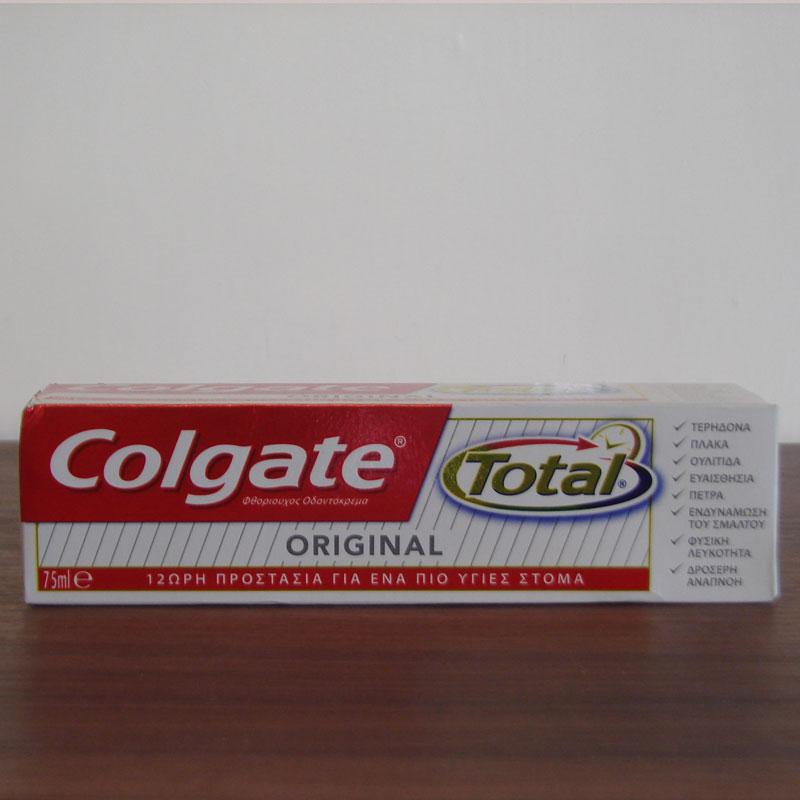 ORIGINAL
Colgate®
Φθοριούχος Οδοντόκρεμα
Total®
ORIGINAL
75ml e
12ΩΡΗ ΠΡΟΣΤΑΣΙΑ ΓΙΑ ΕΝΑ ΠΙΟ ΥΓΙΕΣ ΣΤΟΜΑ
ΤΕΡΗΔΟΝΑ
ΠΛΑΚΑ
ΟΥΛΙΤΙΔΑ
ΕΥΑΙΣΘΗΣΙΑ
ΠΕΤΡΑ
ΕΝΔΥΝΑΜΩΣΗ
ΤΟΥ ΣΜΑΛΤΟΥ
ΦΥΣΙΚΗ
ΛΕΥΚΟΤΗΤΑ
ΔΡΟΣΕΡΗ
ΑΝΑΠΝΟΗ